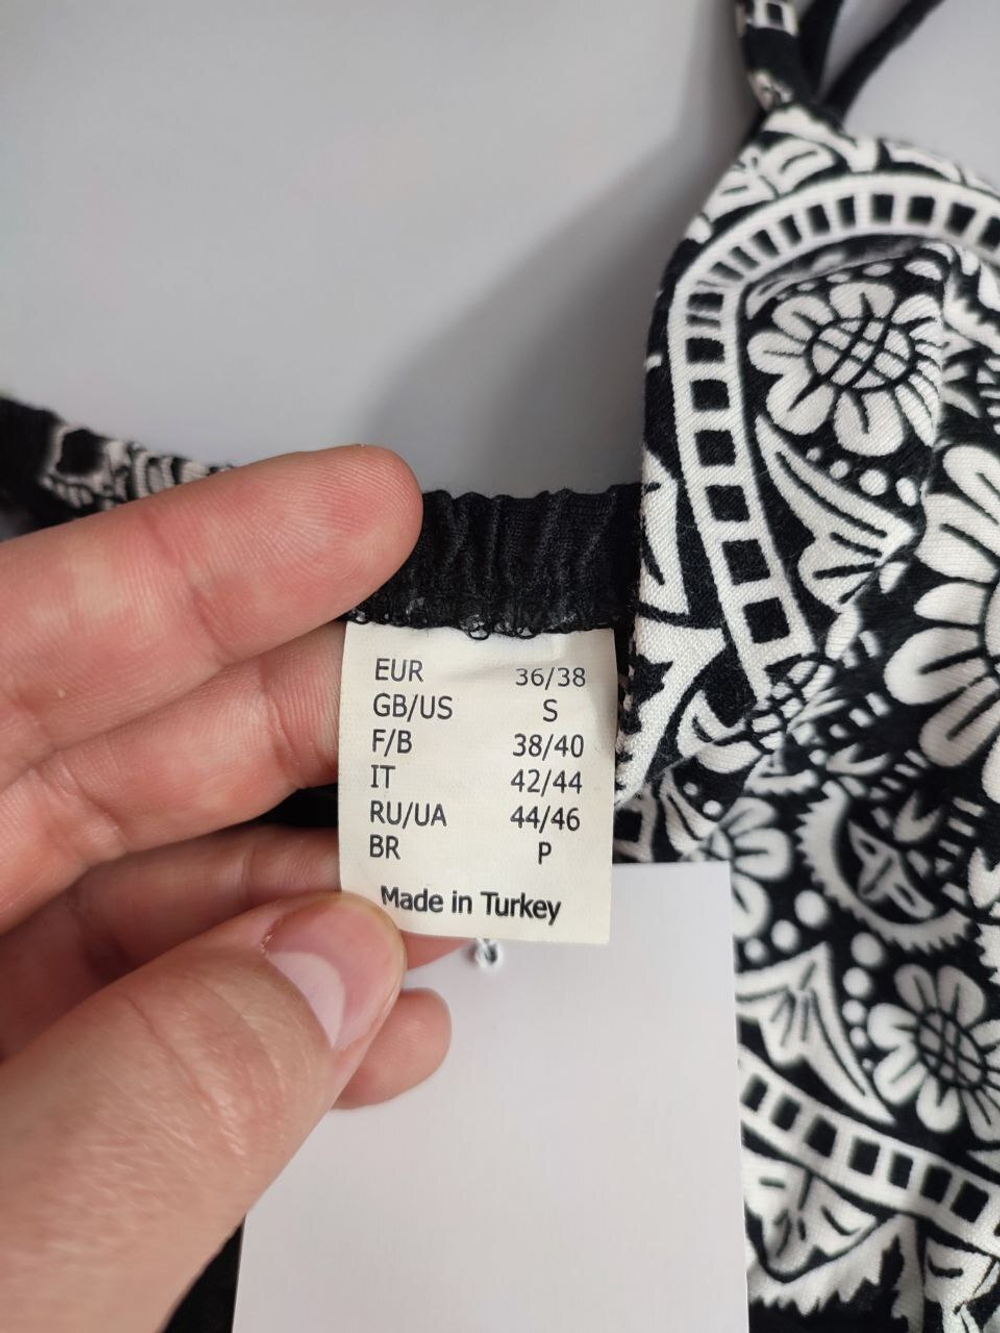 EUR 36/38
GB/US S
F/B 38/40
IT 42/44
RU/UA 44/46
BR P
Made in Turkey